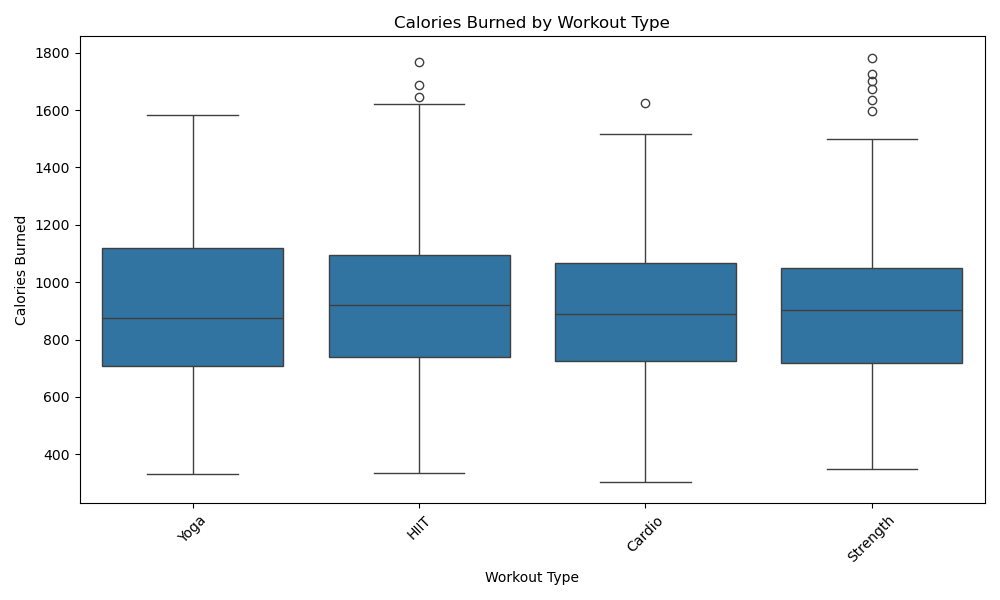 Calories Burned by Workout Type
Calories Burned
1800
1600
1400
1200
1000
800
600
400
Yoga
HIIT
Cardio
Strength
Workout Type